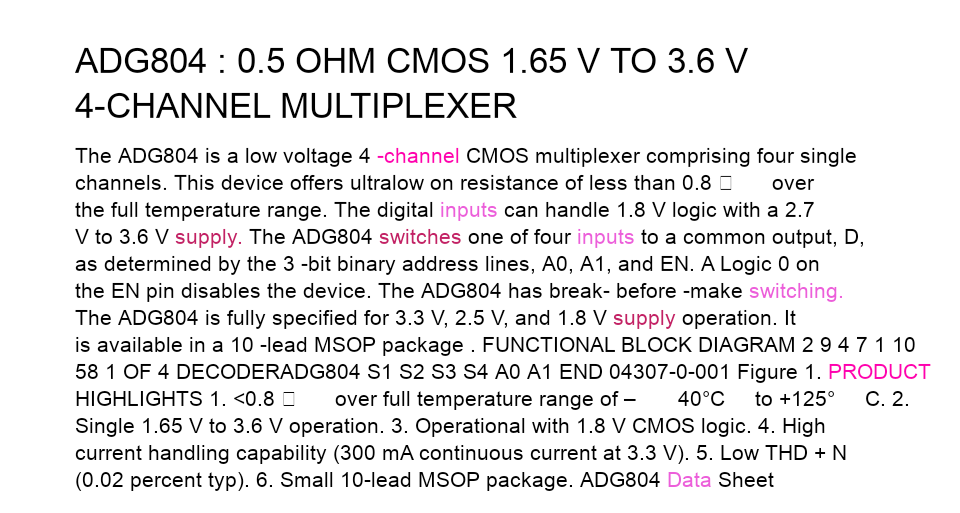 ADG804 : 0.5 OHM CMOS 1.65 V TO 3.6 V
4-CHANNEL MULTIPLEXER
The ADG804 is a low voltage 4 -channel CMOS multiplexer comprising four single
channels. This device offers ultralow on resistance of less than 0.8 □ over
the full temperature range. The digital inputs can handle 1.8 V logic with a 2.7
V to 3.6 V supply. The ADG804 switches one of four inputs to a common output, D,
as determined by the 3 -bit binary address lines, A0, A1, and EN. A Logic 0 on
the EN pin disables the device. The ADG804 has break- before -make switching.
The ADG804 is fully specified for 3.3 V, 2.5 V, and 1.8 V supply operation. It
is available in a 10 -lead MSOP package . FUNCTIONAL BLOCK DIAGRAM 2 9 4 7 1 10
58 1 OF 4 DECODERADG804 S1 S2 S3 S4 A0 A1 END 04307-0-001 Figure 1. PRODUCT
HIGHLIGHTS 1. <0.8 □ over full temperature range of – 40°C to +125° C. 2.
Single 1.65 V to 3.6 V operation. 3. Operational with 1.8 V CMOS logic. 4. High
current handling capability (300 mA continuous current at 3.3 V). 5. Low THD + N
(0.02 percent typ). 6. Small 10-lead MSOP package. ADG804 Data Sheet